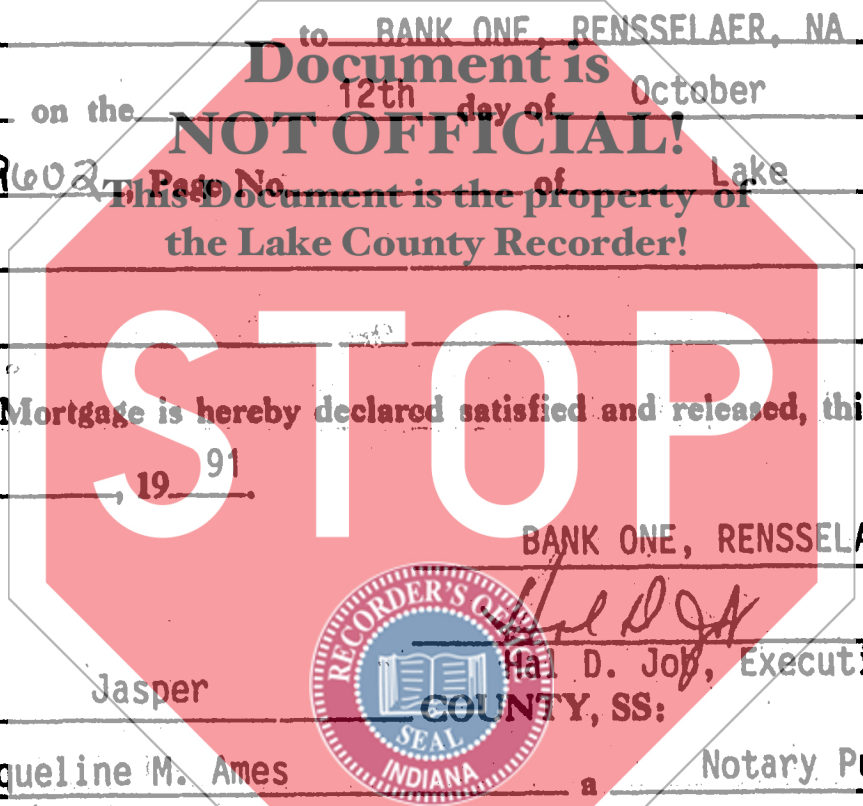 to BANK ONE, RENSSELAER, NA
Document is
on the 12th day of October
NOT OFFICIAL!
602, Page No. of Lake
This Document is the property of
the Lake County Recorder!
STOP
Mortgage is hereby declared satisfied and released, thi
, 19 91.
BANK ONE, RENSSELA
RECORDER'S OFFICE
Hal D. Job, Executi
Jasper COUNTY, SS:
SEAL
INDIANA
queline M. Ames a Notary Pu